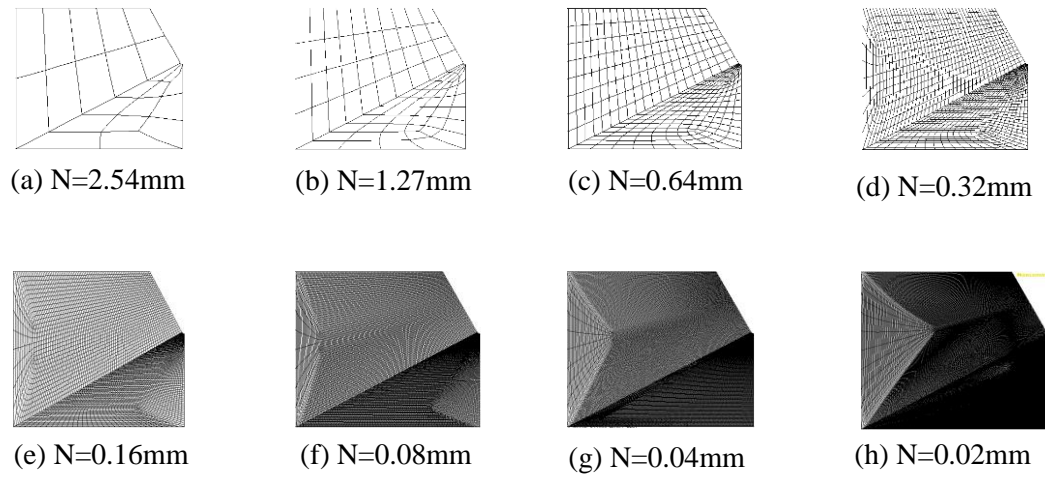 (a) N=2.54mm
(b) N=1.27mm
(c) N=0.64mm
(d) N=0.32mm
(e) N=0.16mm
(f) N=0.08mm
(g) N=0.04mm
(h) N=0.02mm